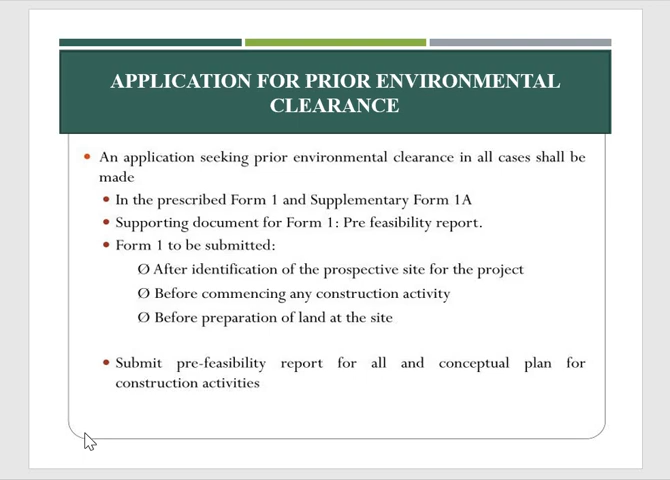 APPLICATION FOR PRIOR ENVIRONMENTAL
CLEARANCE
• An application seeking prior environmental clearance in all cases shall be
made
• In the prescribed Form 1 and Supplementary Form 1A
• Supporting document for Form 1: Pre feasibility report.
• Form 1 to be submitted:
Ø After identification of the prospective site for the project
Ø Before commencing any construction activity
Ø Before preparation of land at the site
• Submit pre-feasibility report for all and conceptual plan for
construction activities